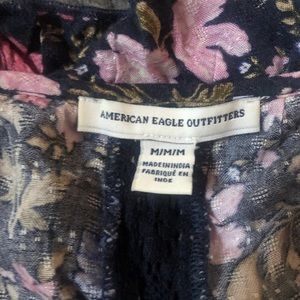 AMERICAN EAGLE OUTFITTERS
M/M/M
MADE IN INDIA
FABRIQUÉ EN
INDE